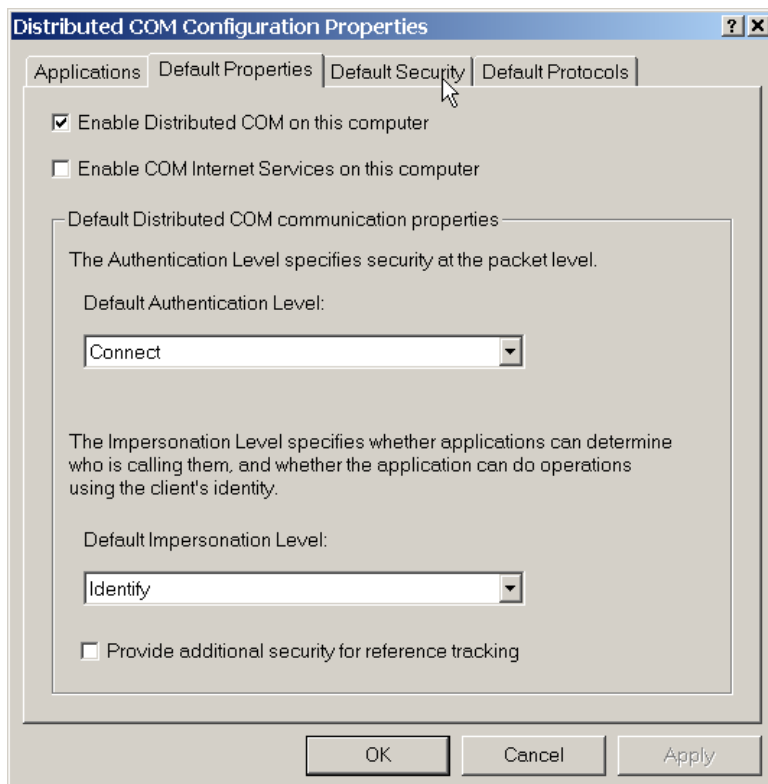 Distributed COM Configuration Properties
Applications Default Properties Default Security Default Protocols
Enable Distributed COM on this computer
Enable COM Internet Services on this computer
Default Distributed COM communication properties
The Authentication Level specifies security at the packet level.
Default Authentication Level:
Connect
The Impersonation Level specifies whether applications can determine
who is calling them, and whether the application can do operations
using the client's identity.
Default Impersonation Level:
Identify
Provide additional security for reference tracking
OK Cancel Apply